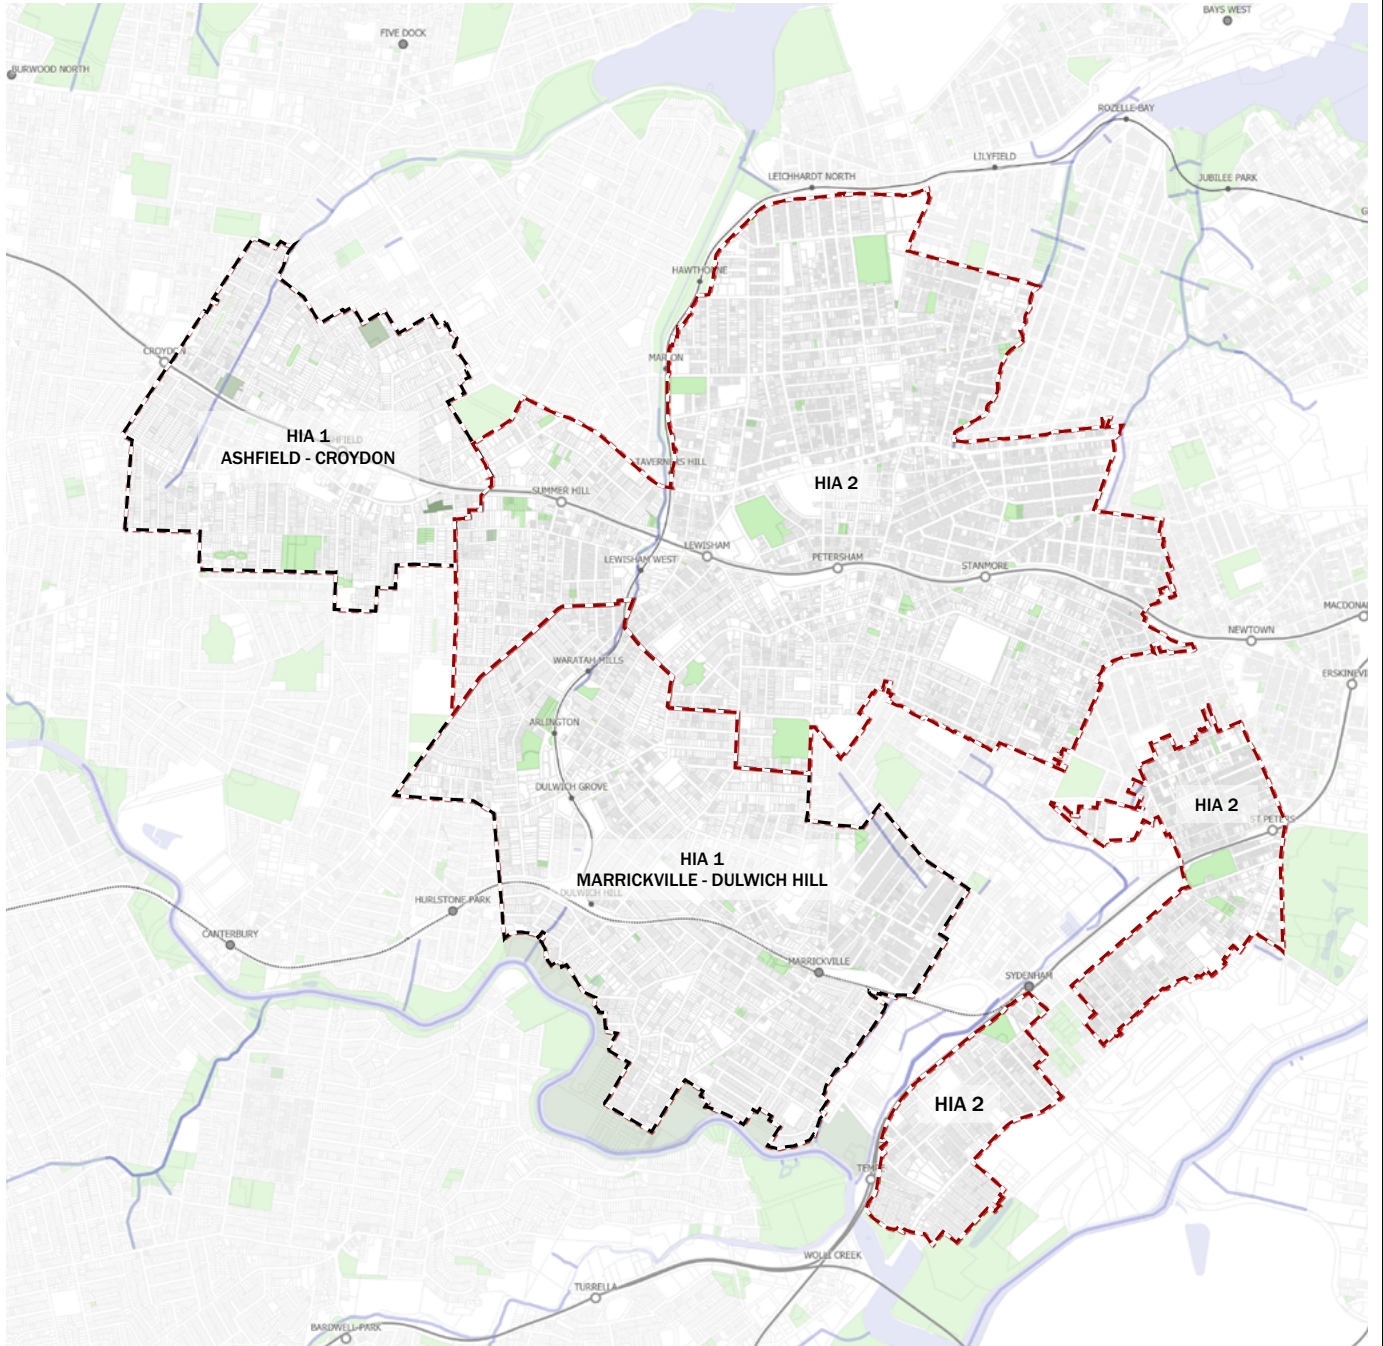 BAYS WEST
FIVE DOCK
BURWOOD NORTH
ROZELLE-BAY
LILYFIELD
LEICHHARDT NORTH
JUBILEE PARK
HAWTHORNE
CROYDON
MARION
HIA 1
ASHFIELD - CROYDON
TAVERNERS HILL
HIA 2
SUMMER HILL
LEWISHAM
LEWISHAM WEST
PETERSHAM
STANMORE
NEWTOWN
WARATAH MILLS
ARLINGTON
DULWICH GROVE
HIA 2
ST PETERS
HIA 1
MARRICKVILLE - DULWICH HILL
DULWICH HILL
HURLSTONE PARK
CANTERBURY
MARRICKVILLE
SYDENHAM
HIA 2
TEMPE
WOLLI CREEK
TURRELLA
BARDWELL-PARK